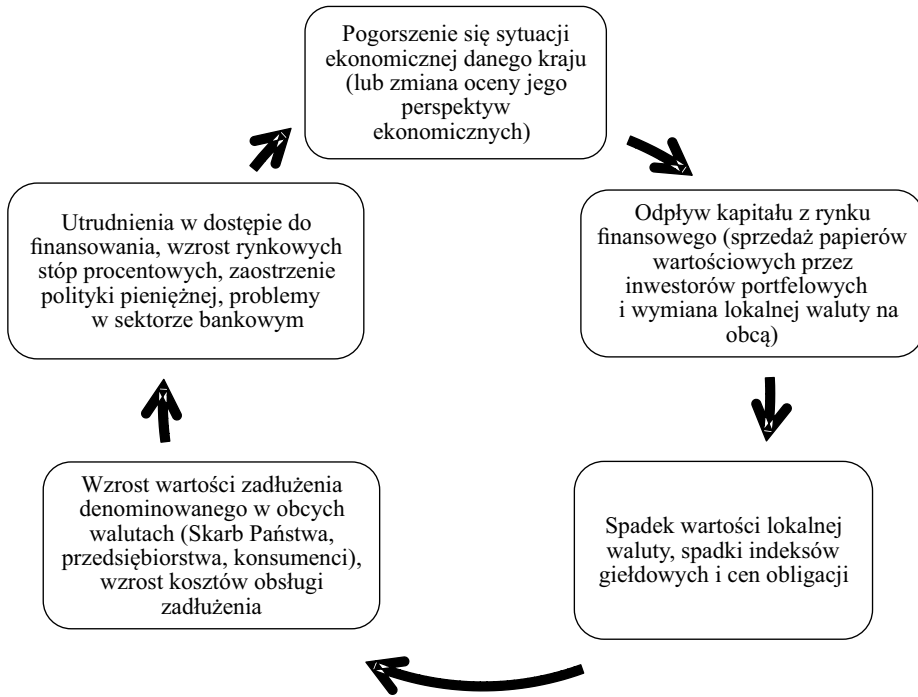 Pogorszenie się sytuacji
ekonomicznej danego kraju
(lub zmiana oceny jego
perspektyw
ekonomicznych)
Odpływ kapitału z rynku
finansowego (sprzedaż papierów
wartościowych przez
inwestorów portfelowych
i wymiana lokalnej waluty na
obcą)
Spadek wartości lokalnej
waluty, spadki indeksów
giełdowych i cen obligacji
Wzrost wartości zadłużenia
denominowanego w obcych
walutach (Skarb Państwa,
przedsiębiorstwa, konsumenci),
wzrost kosztów obsługi
zadłużenia
Utrudnienia w dostępie do
finansowania, wzrost rynkowych
stóp procentowych, zaostrzenie
polityki pieniężnej, problemy
w sektorze bankowym